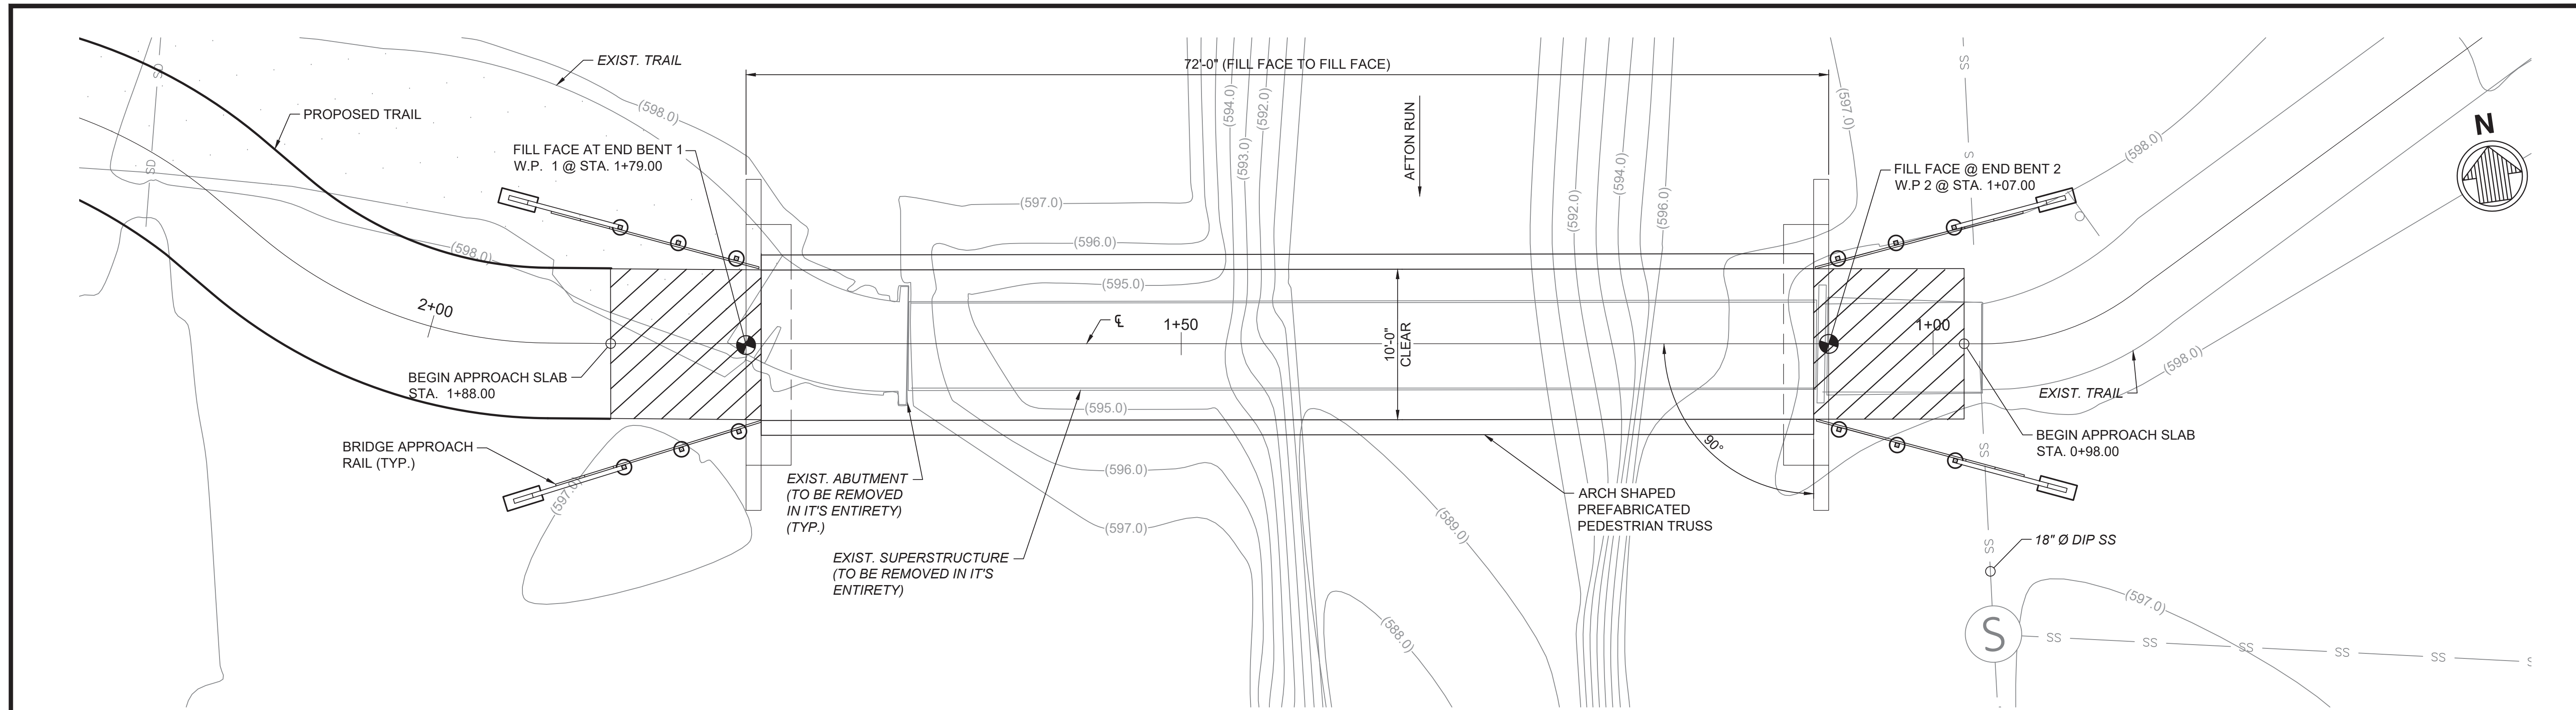 EXIST. TRAIL
72'-0" (FILL FACE TO FILL FACE)
SD
SS
N
PROPOSED TRAIL
(598.0)
(594.0)
(592.0)
(593.0)
AFTON RUN
(597.0)
FILL FACE AT END BENT 1
W.P. 1 @ STA. 1+79.00
SD
(594.0)
(592.0)
(596.0)
S
(598.0)
FILL FACE @ END BENT 2
W.P 2 @ STA. 1+07.00
(597.0)
(596.0)
(598.0)
(595.0)
2+00
℄
1+50
10'-0"
CLEAR
1+00
BEGIN APPROACH SLAB
STA. 1+88.00
(595.0)
90°
EXIST. TRAIL
(598.0)
BRIDGE APPROACH
RAIL (TYP.)
BEGIN APPROACH SLAB
STA. 0+98.00
SS
(597.0)
EXIST. ABUTMENT
(TO BE REMOVED
IN IT'S ENTIRETY)
(TYP.)
(596.0)
(597.0)
(589.0)
ARCH SHAPED
PREFABRICATED
PEDESTRIAN TRUSS
EXIST. SUPERSTRUCTURE
(TO BE REMOVED IN IT'S
ENTIRETY)
SS
18" Ø DIP SS
(588.0)
(597.0)
S
SS
SS
SS
SS
SS